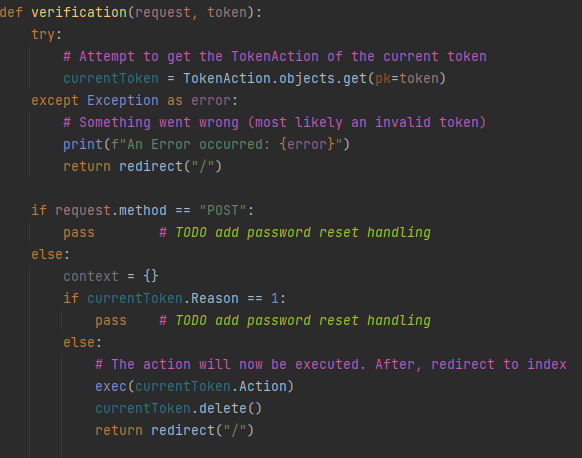 def verification(request, token):
    try:
        # Attempt to get the TokenAction of the current token
        currentToken = TokenAction.objects.get(pk=token)
    except Exception as error:
        # Something went wrong (most likely an invalid token)
        print(f"An Error occurred: {error}")
        return redirect("/")

    if request.method == "POST":
        pass        # TODO add password reset handling
    else:
        context = {}
        if currentToken.Reason == 1:
            pass    # TODO add password reset handling
        else:
            # The action will now be executed. After, redirect to index
            exec(currentToken.Action)
            currentToken.delete()
            return redirect("/")